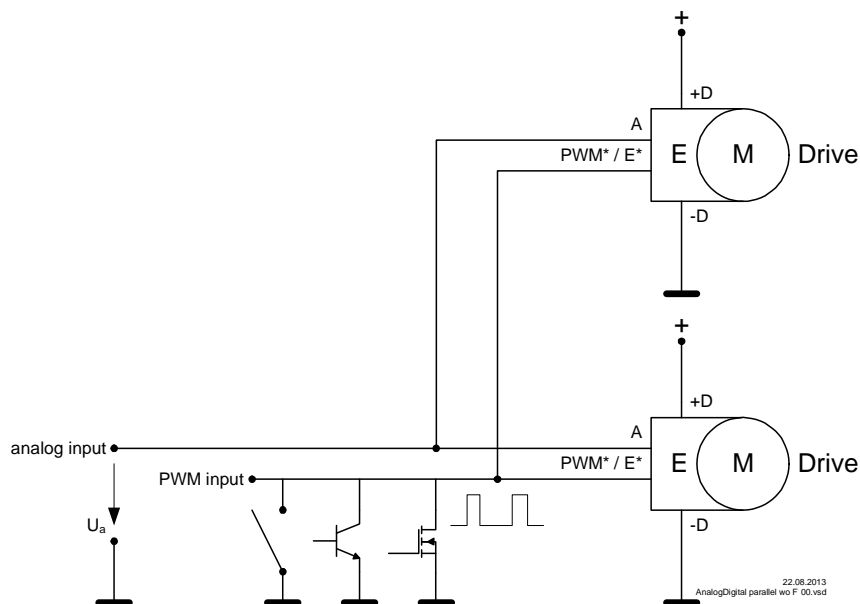 +
+D
A
PWM* / E*
E M Drive
-D
+
+D
A
analog input
PWM* / E*
E M Drive
PWM input
Uₐ
-D
22.08.2013
AnalogDigital parallel wo F 00.vsd